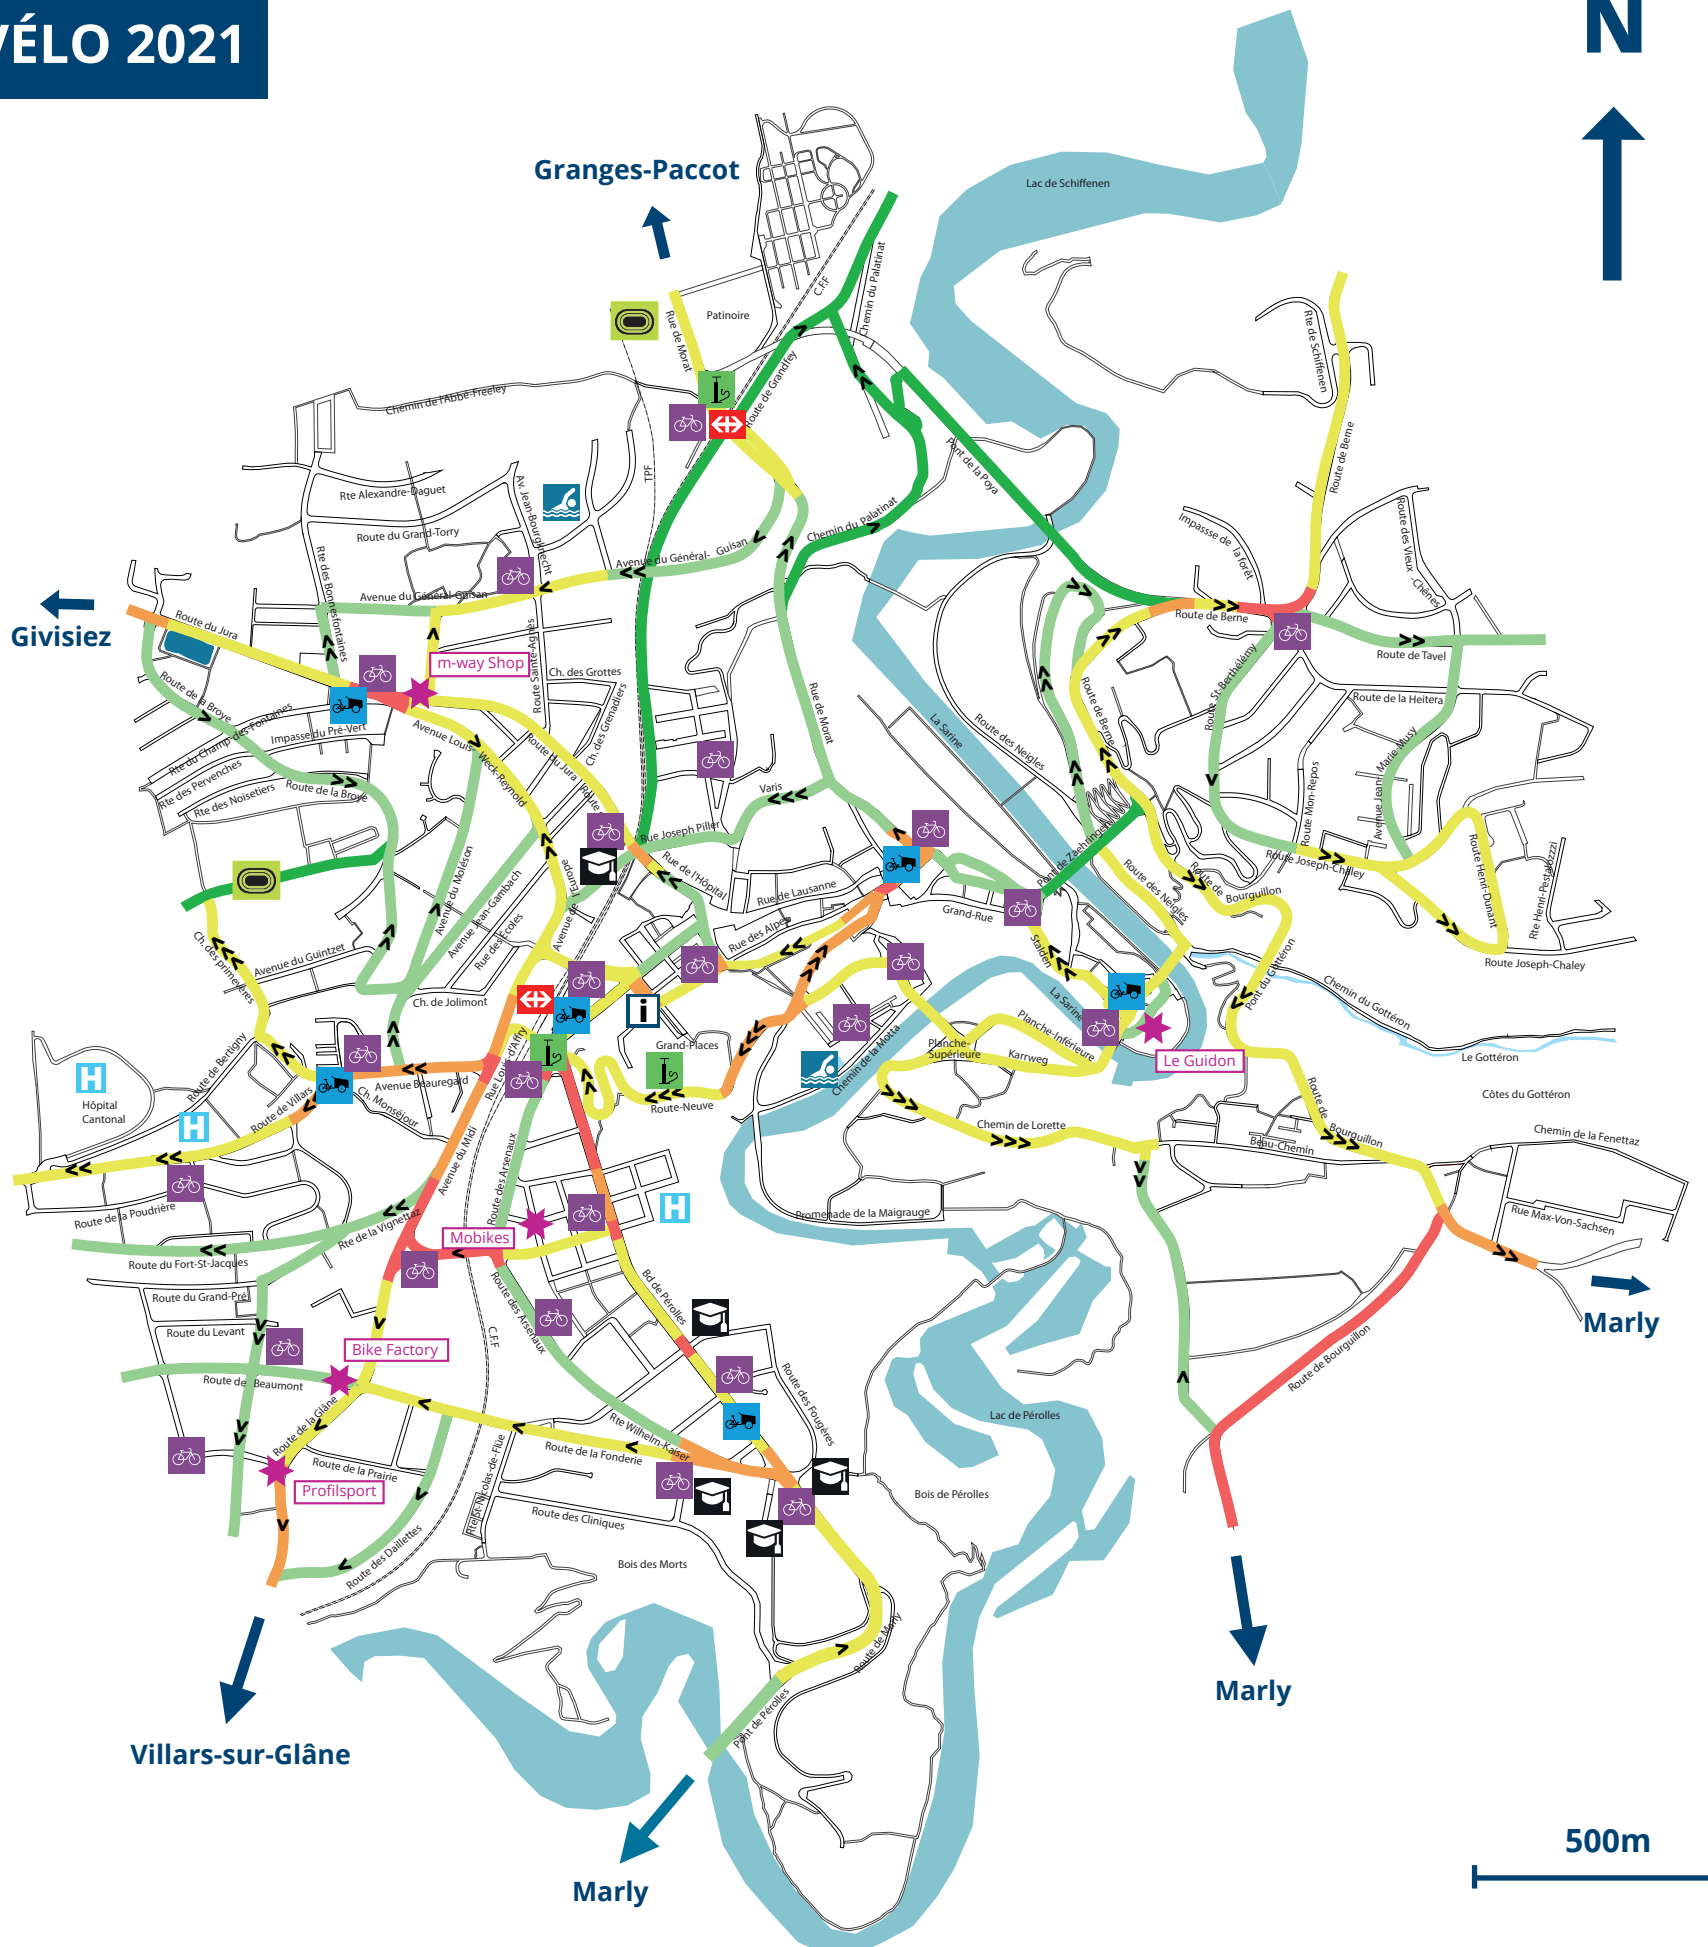 VÉLO 2021
N
Granges-Paccot
Lac de Schiffenen
C.F.F
Chemin du Palatinat
Patinoire
Rue de Morat
Rte de Schiffenen
Route de Grandfey
Chemin de l'Abbé-Freeley
Route de Berne
Pont de la Poya
TPF
Rte Alexandre-Daguet
Av. Jean-Bourgknecht
Route du Grand-Torry
Chemin du Palatinat
Route des Vieux -Chênes
Impassse de la forêt
Avenue du Général- Guisan
Rte des Bonnesfontaines
Avenue du Général-Guisan
Givisiez
Route du Jura
Route de Berne
Route de Tavel
m-way Shop
Route Sainte-Agnès
Ch. des Grottes
Route St-Berthélémy
Route de la Heitera
Route de la Broye
Ch. des Grenadiers
Rue de Morat
Route de Berne
Rte du Champ-des-Fontaines
Impasse du Pré-Vert
Avenue Louis-
Weck-Reynold
Route du Jura
Route
La Sarine
Route des Neigles
Avenue Jeann
Marie-Musy
Rte des Pervenches
Route de la Broye
Rte des Noisetiers
Varis
Route Mon-Repos
Rue Joseph Piller
Pont de Zaehringen
Route Joseph-Chaley
Rue de l'Hôpital
Rue de Lausanne
Route des Neigles
Route de
Bourguillon
Route Henri-Dunant
Rte Henri-Pestalozzzi
Avenue du Moléson
Avenue Jean-Gambach
Rue des Ecoles
Avenue de
l'Europe
Grand-Rue
Rue des Alpes
Stalden
Ch. des primevères
Avenue du Guintzet
Route Joseph-Chaley
Pont du Gottéron
Chemin du Gottéron
Ch. de Jolimont
La Sarine
Planche-Inférieure
Planche-
Supérieure
Karrweg
Le Guidon
Le Gottéron
Grand-Places
Rue Louis-d'Affry
Chemin de la Motta
Route de Bertigny
Hôpital
Cantonal
Avenue Beauregard
Route de Villars
Ch. Monséjour
Route-Neuve
Chemin de Lorette
Côtes du Gottéron
Route de
Bourguillon
Beau-Chemin
Chemin de la Fenettaz
Avenue du Midi
Route des Arsenaux
Route de la Poudrière
Rte de la Vignettaz
Promenade de la Maigrauge
Rue Max-Von-Sachsen
Mobikes
Route du Fort-St-Jacques
Route du Grand-Pré
Route des Arsenaux
Bd de Pérolles
Route du Levant
C.F.F
Marly
Bike Factory
Route de Beaumont
Route des Fougères
Route de Bourguillon
Route de la Glâne
Rte Wilhelm-Kaiser
Lac de Pérolles
Route de la Fonderie
Route de la Prairie
Rte St-Nicolas-de-Flüe
Profilsport
Route des Cliniques
Bois de Pérolles
Route des Daillettes
Bois des Morts
Route de Marly
Pont de Pérolles
Marly
Villars-sur-Glâne
Marly
500m